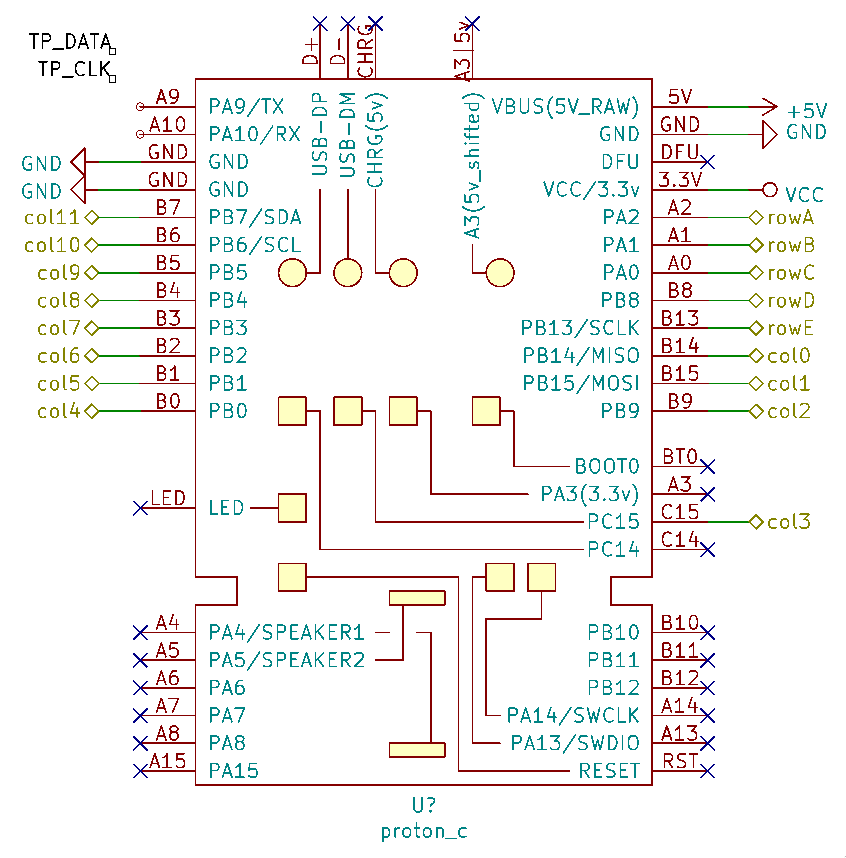 D+
D-
CHRG
A3|5v
TP_DATA
TP_CLK
A9 PA9/TX USB-DP USB-DM CHRG(5v) A3(5v_shifted) VBUS(5V_RAW) 5V +5V
A10 PA10/RX GND GND GND
GND GND GND DFU DFU
GND GND GND VCC/3.3v 3.3V VCC
col11 B7 PB7/SDA PA2 A2 rowA
col10 B6 PB6/SCL PA1 A1 rowB
col9 B5 PB5 PA0 A0 rowC
col8 B4 PB4 PB8 B8 rowD
col7 B3 PB3 PB13/SCLK B13 rowE
col6 B2 PB2 PB14/MISO B14 col0
col5 B1 PB1 PB15/MOSI B15 col1
col4 B0 PB0 PB9 B9 col2
BOOT0 BT0
PA3(3.3v) A3
LED LED PC15 C15 col3
PC14 C14
A4 PA4/SPEAKER1 PB10 B10
A5 PA5/SPEAKER2 PB11 B11
A6 PA6 PB12 B12
A7 PA7 PA14/SWCLK A14
A8 PA8 PA13/SWDIO A13
A15 PA15 RESET RST
U?
proton_c